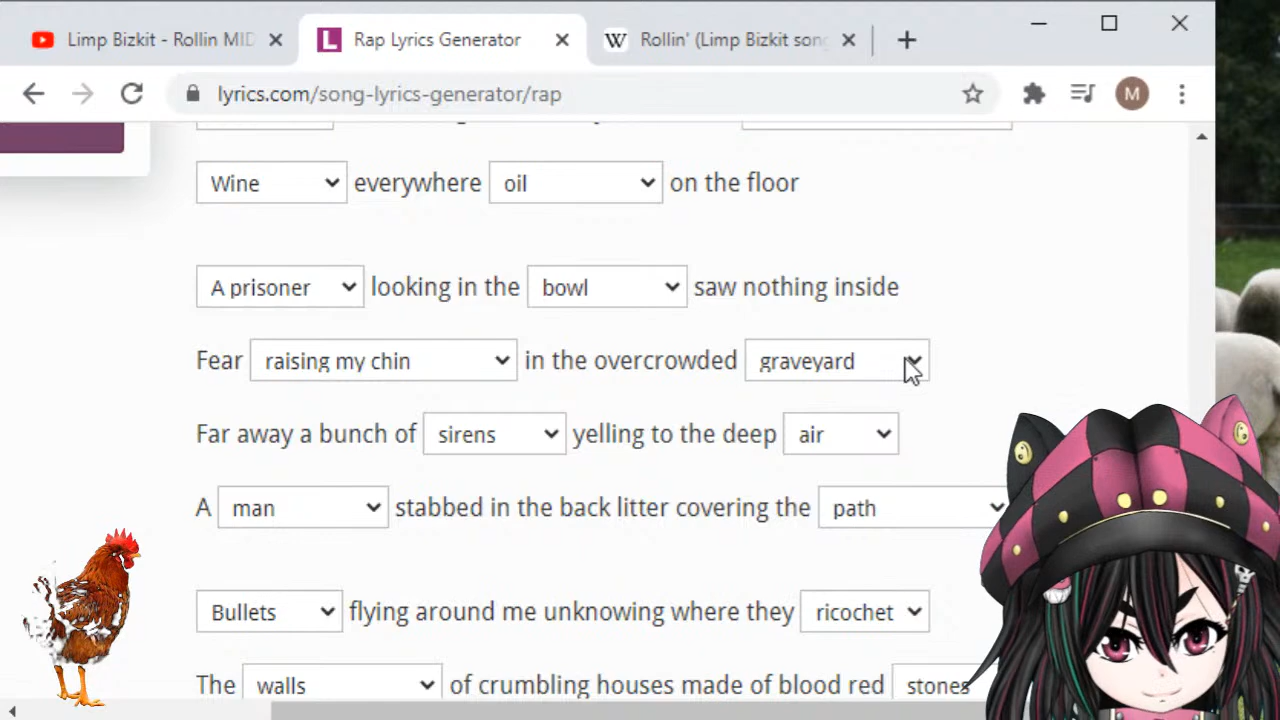 Limp Bizkit - Rollin MID
Rap Lyrics Generator
W Rollin' (Limp Bizkit song
L
lyrics.com/song-lyrics-generator/rap
M
Wine everywhere oil on the floor
A prisoner looking in the bowl saw nothing inside
Fear raising my chin in the overcrowded graveyard
Far away a bunch of sirens yelling to the deep air
A man stabbed in the back litter covering the path
Bullets flying around me unknowing where they ricochet
The walls of crumbling houses made of blood red stones